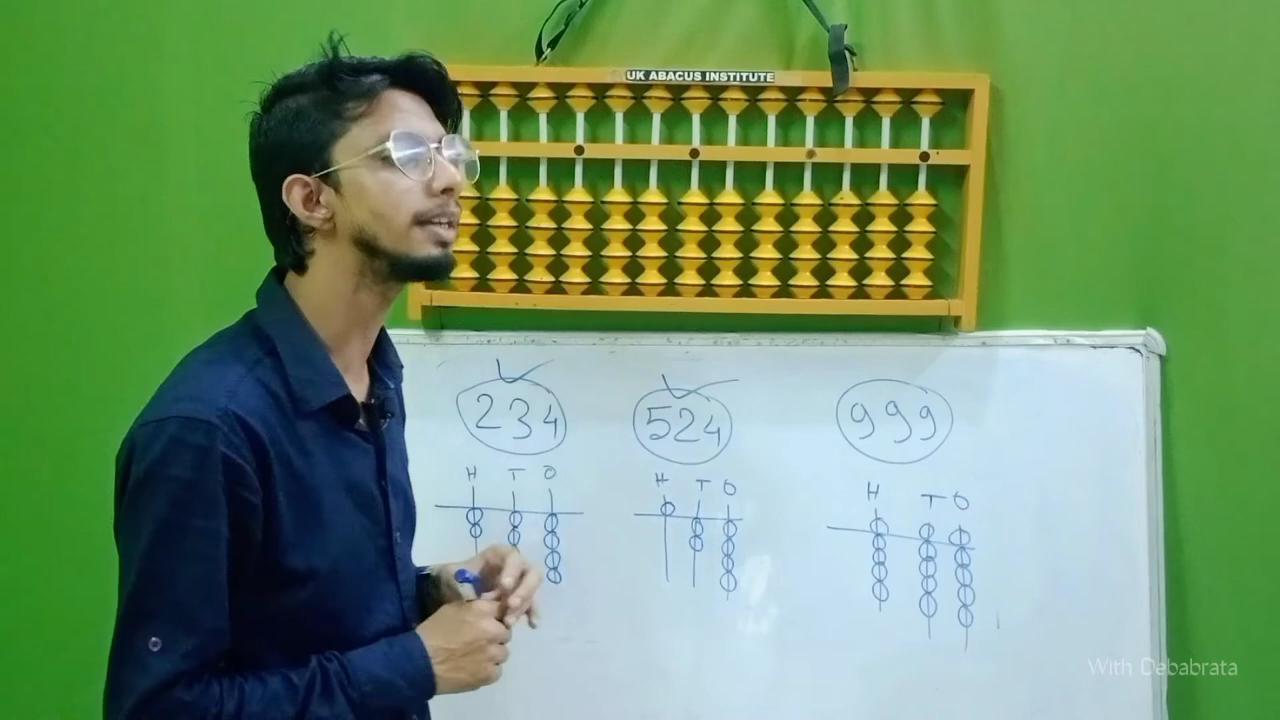 UK ABACUS INSTITUTE
234 524 999
H T O H T O H T O
With Debabrata